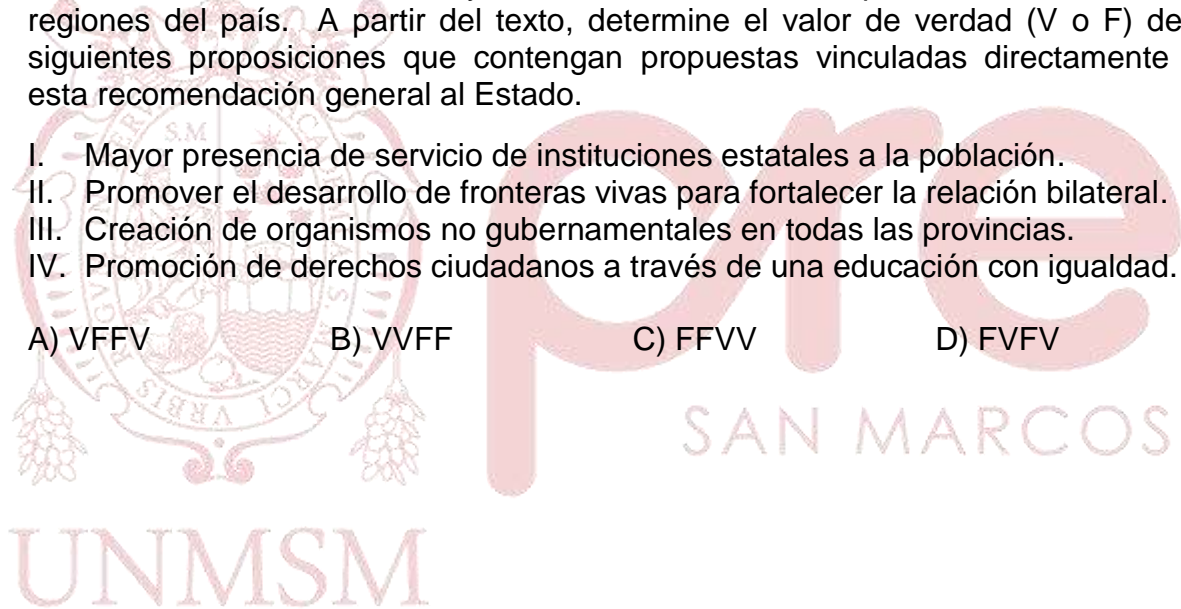 regiones del país. A partir del texto, determine el valor de verdad (V o F) de
siguientes proposiciones que contengan propuestas vinculadas directamente
esta recomendación general al Estado.
I. Mayor presencia de servicio de instituciones estatales a la población.
II. Promover el desarrollo de fronteras vivas para fortalecer la relación bilateral.
III. Creación de organismos no gubernamentales en todas las provincias.
IV. Promoción de derechos ciudadanos a través de una educación con igualdad.
A) VFFV B) VVFF C) FFVV D) FVFV
pre
SAN MARCOS
UNMSM